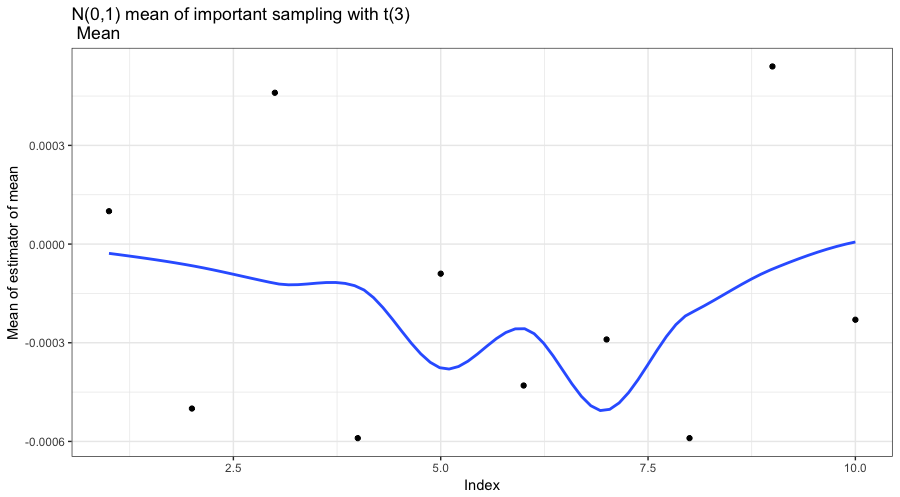 N(0,1) mean of important sampling with t(3)
Mean
Mean of estimator of mean
0.0003
0.0000
-0.0003
-0.0006
2.5
5.0
7.5
10.0
Index